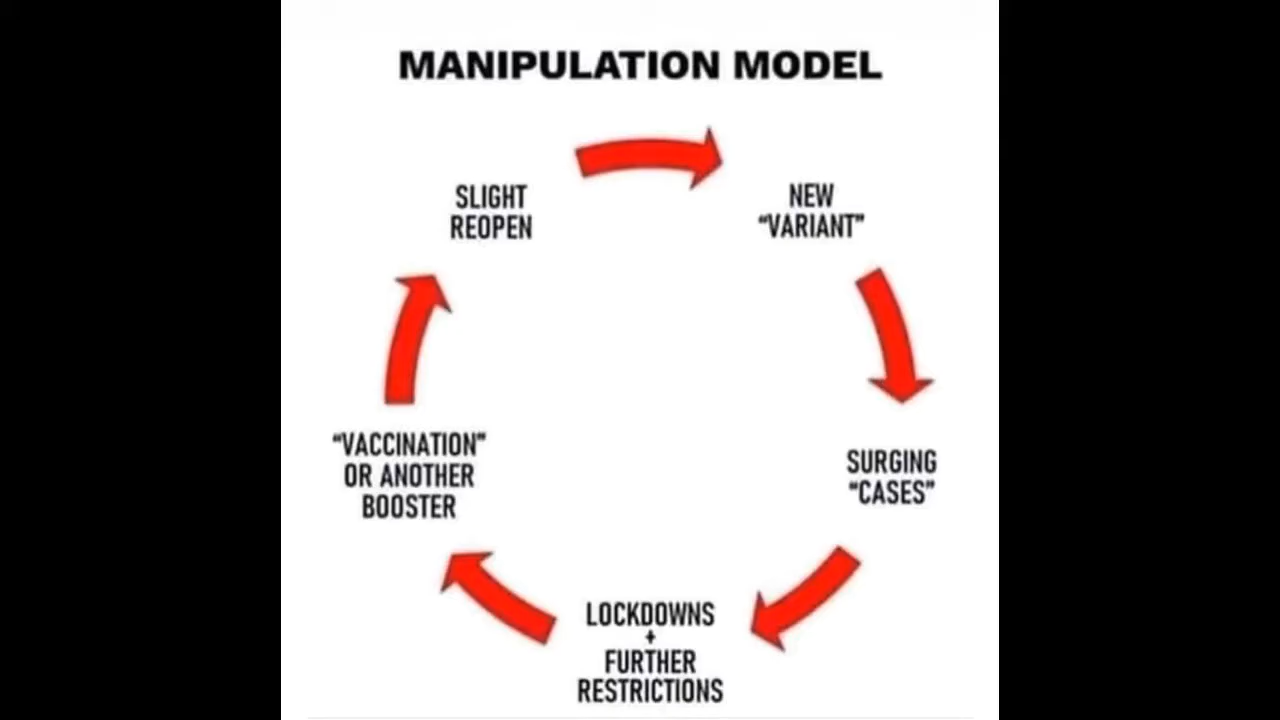 MANIPULATION MODEL
SLIGHT
REOPEN
NEW
“VARIANT”
SURGING
“CASES”
LOCKDOWNS
+
FURTHER
RESTRICTIONS
“VACCINATION”
OR ANOTHER
BOOSTER